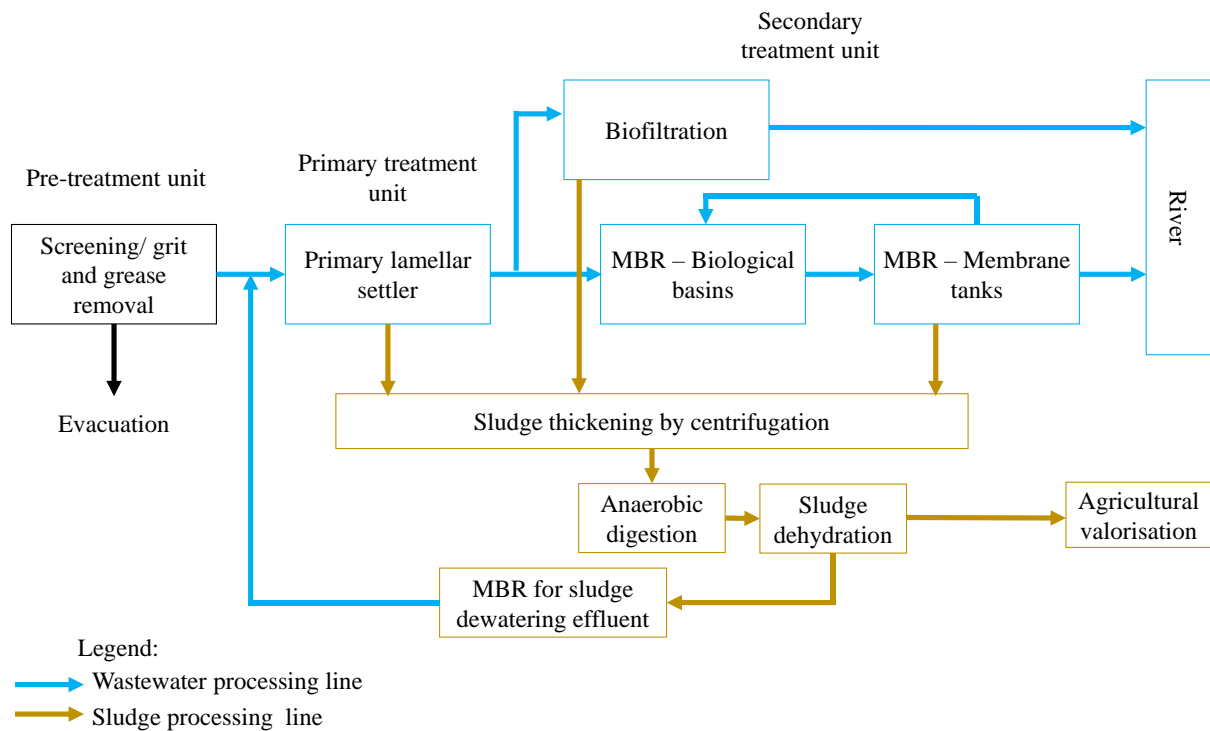 Secondary
treatment unit
Biofiltration
Pre-treatment unit
Primary treatment
unit
River
Screening/ grit
and grease
removal
Primary lamellar
settler
MBR – Biological
basins
MBR – Membrane
tanks
Evacuation
Sludge thickening by centrifugation
Anaerobic
digestion
Sludge
dehydration
Agricultural
valorisation
MBR for sludge
dewatering effluent
Legend:
Wastewater processing line
Sludge processing line